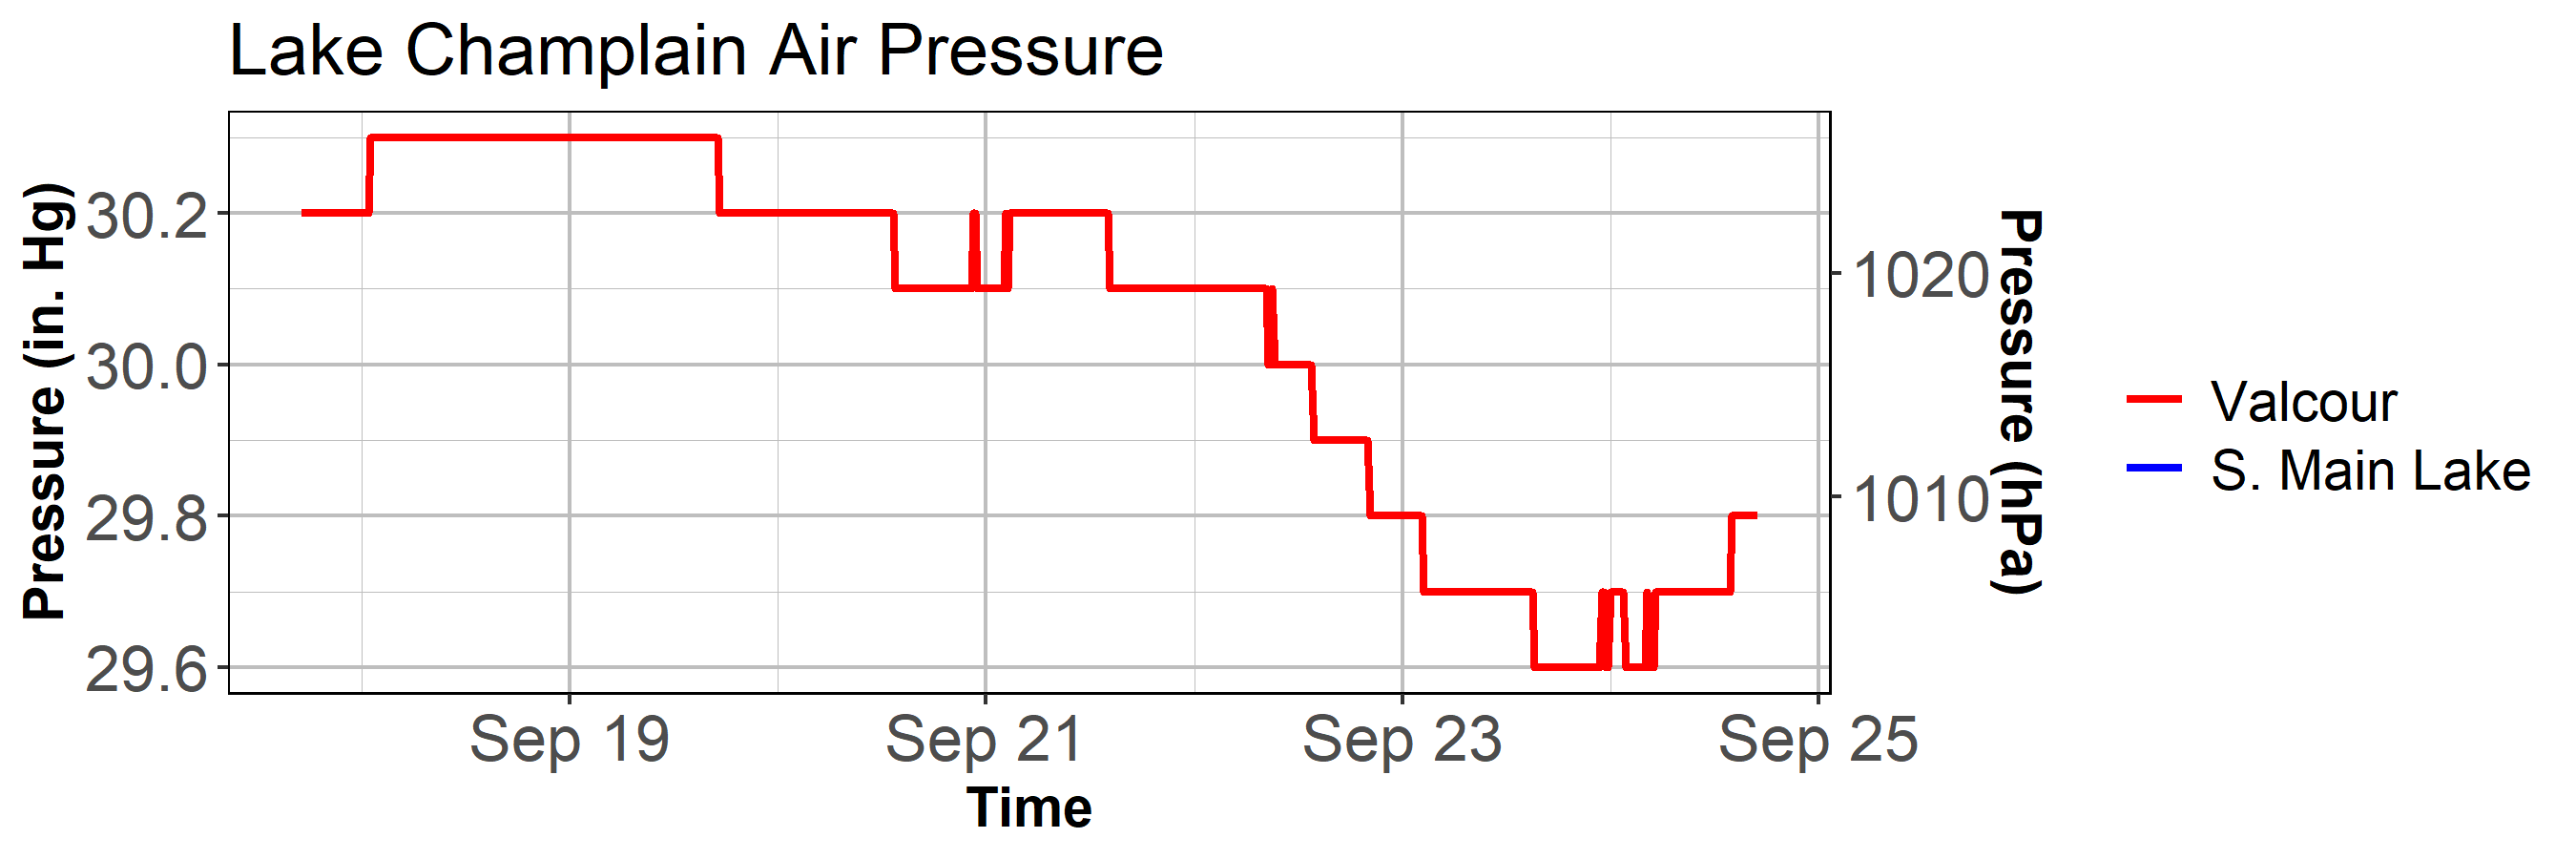 Lake Champlain Air Pressure
Pressure (in. Hg)
30.2
30.0
29.8
29.6
1020
1010
Pressure (hPa)
Valcour
S. Main Lake
Sep 19 Sep 21 Sep 23 Sep 25
Time